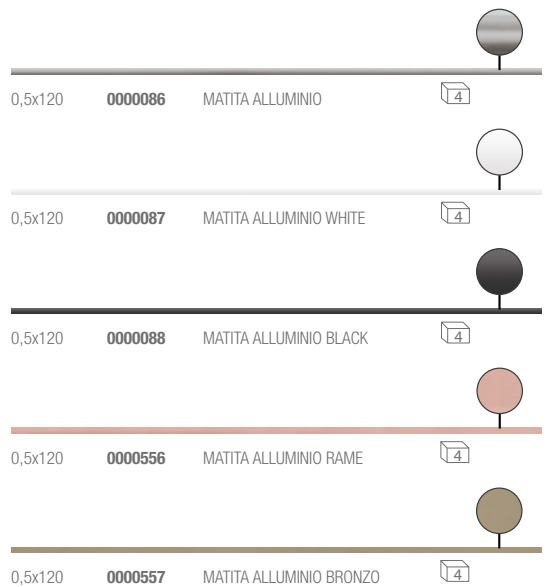 0,5x120 0000086 MATITA ALLUMINIO 4
0,5x120 0000087 MATITA ALLUMINIO WHITE 4
0,5x120 0000088 MATITA ALLUMINIO BLACK 4
0,5x120 0000556 MATITA ALLUMINIO RAME 4
0,5x120 0000557 MATITA ALLUMINIO BRONZO 4